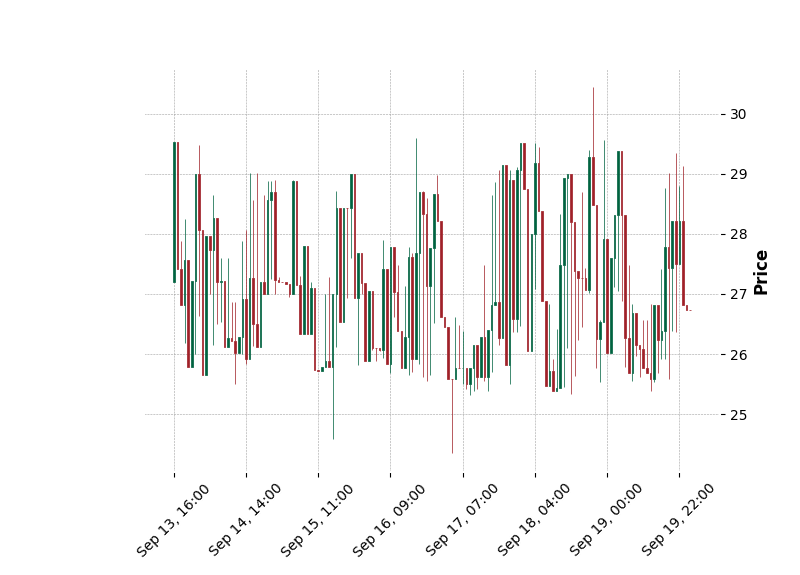 30
29
28
27
26
25
Price
Sep 13, 16:00
Sep 14, 14:00
Sep 15, 11:00
Sep 16, 09:00
Sep 17, 07:00
Sep 18, 04:00
Sep 19, 00:00
Sep 19, 22:00